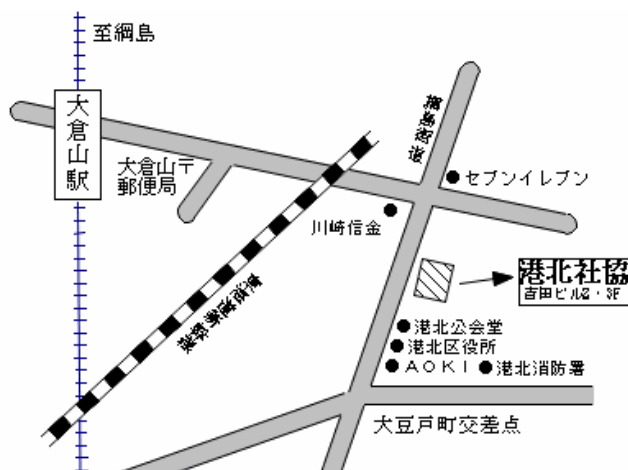 至綱島
大倉山駅
大倉山〒
郵便局
綱島街道
セブンイレブン
川崎信金
港北社協
吉田ビル2・3F
港北公会堂
港北区役所
AOKI
港北消防署
大豆戸町交差点